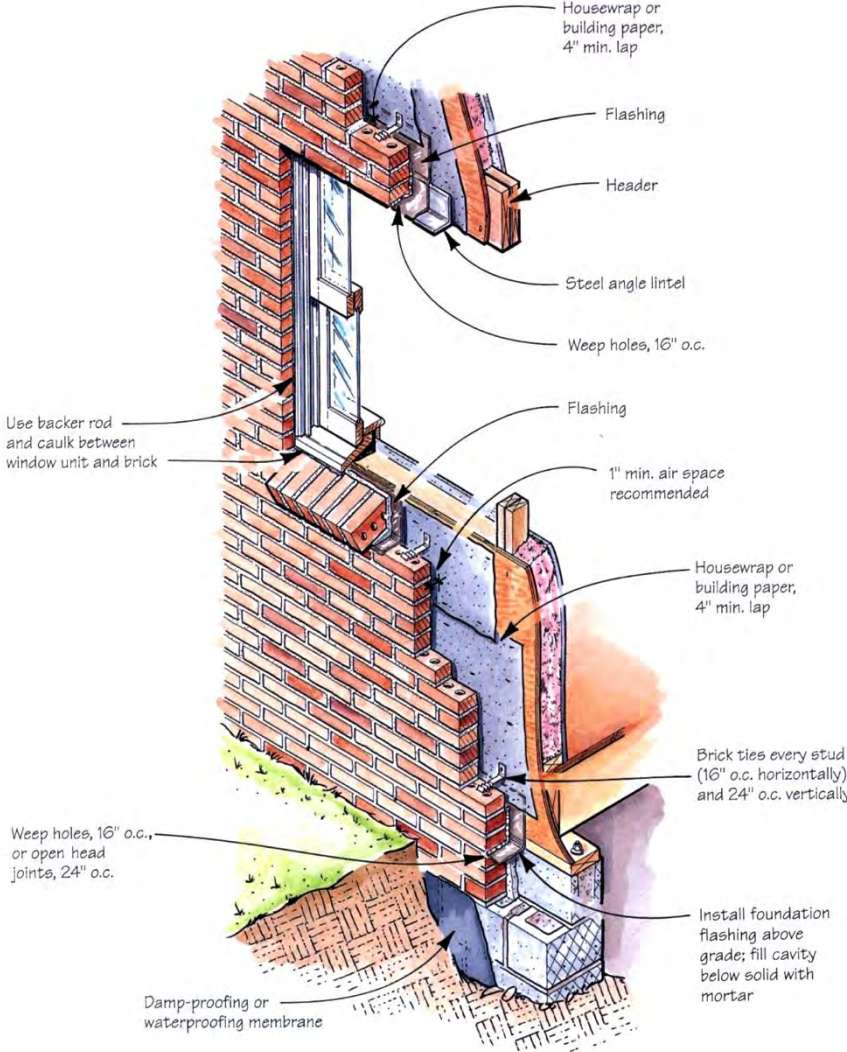 Housewrap or
building paper,
4" min. lap
Flashing
Header
Steel angle lintel
Weep holes, 16" o.c.
Use backer rod
and caulk between
window unit and brick
Flashing
1" min. air space
recommended
Housewrap or
building paper,
4" min. lap
Brick ties every stud
(16" o.c. horizontally)
and 24" o.c. vertically
Weep holes, 16" o.c.,
or open head
joints, 24" o.c.
Install foundation
flashing above
grade; fill cavity
below solid with
mortar
Damp-proofing or
waterproofing membrane